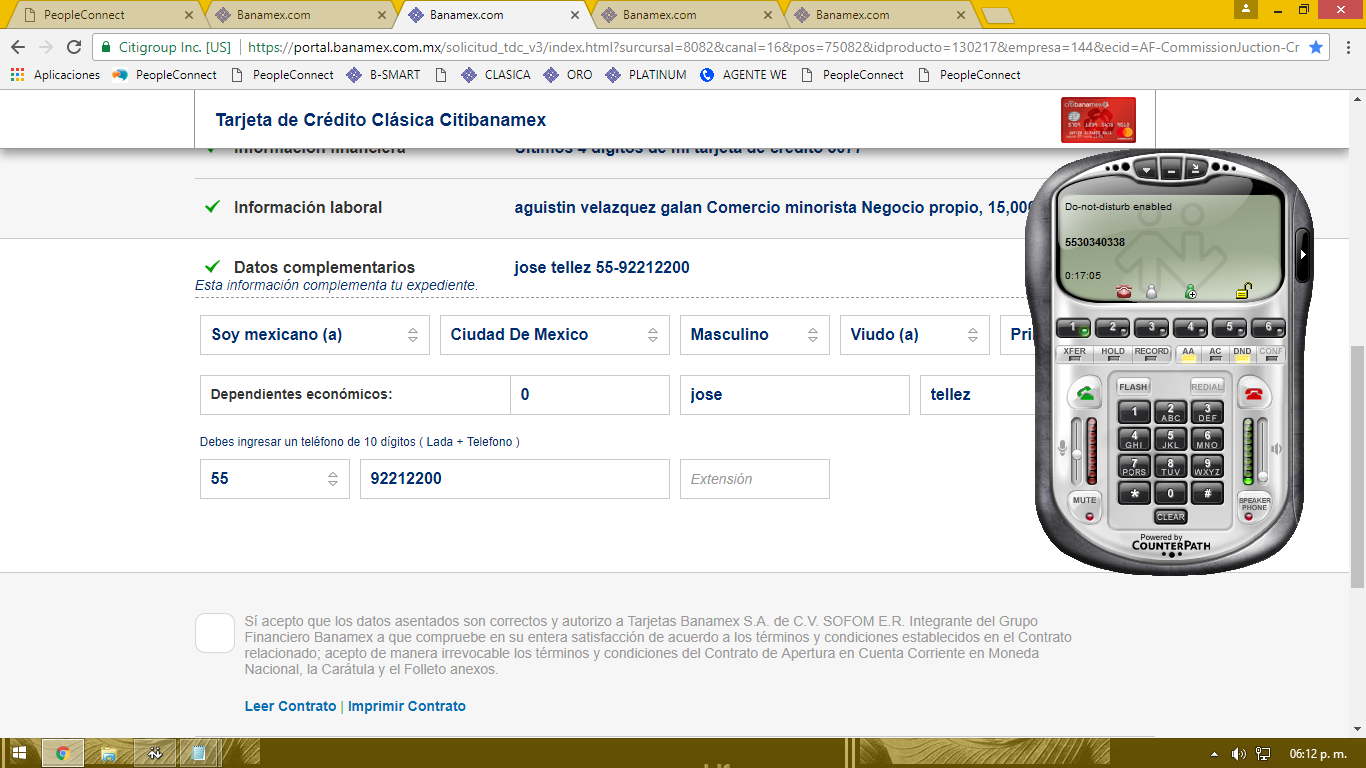 PeopleConnect
Banamex.com
Banamex.com
Banamex.com
Banamex.com
Citigroup Inc. [US] https://portal.banamex.com.mx/solicitud_tdc_v3/index.html?surcursal=8082&canal=16&pos=75082&idproducto=130217&empresa=144&ecid=AF-CommissionJuction-Cr
Aplicaciones PeopleConnect PeopleConnect B-SMART CLASICA ORO PLATINUM AGENTE WE PeopleConnect PeopleConnect
Tarjeta de Crédito Clásica Citibanamex
citibanamex
Información financiera Últimos 4 dígitos de mi tarjeta de crédito 6077
Información laboral aguistin velazquez galan Comercio minorista Negocio propio, 15,000
Datos complementarios jose tellez 55-92212200
Esta información complementa tu expediente.
Soy mexicano (a) Ciudad De Mexico Masculino Viudo (a) Pri
Dependientes económicos: 0 jose tellez
Debes ingresar un teléfono de 10 dígitos ( Lada + Telefono )
55 92212200 Extensión
Sí acepto que los datos asentados son correctos y autorizo a Tarjetas Banamex S.A. de C.V. SOFOM E.R. Integrante del Grupo
Financiero Banamex a que compruebe en su entera satisfacción de acuerdo a los términos y condiciones establecidos en el Contrato
relacionado; acepto de manera irrevocable los términos y condiciones del Contrato de Apertura en Cuenta Corriente en Moneda
Nacional, la Carátula y el Folleto anexos.
Leer Contrato | Imprimir Contrato
Do-not-disturb enabled
5530340338
0:17:05
1 2 3 4 5 6
XFER HOLD RECORD AA AC DND CONF
FLASH REDIAL
1 2 ABC 3 DEF
4 GHI 5 JKL 6 MNO
7 PQRS 8 TUV 9 WXYZ
* 0 #
MUTE CLEAR SPEAKER PHONE
Powered by
COUNTERPATH
06:12 p. m.